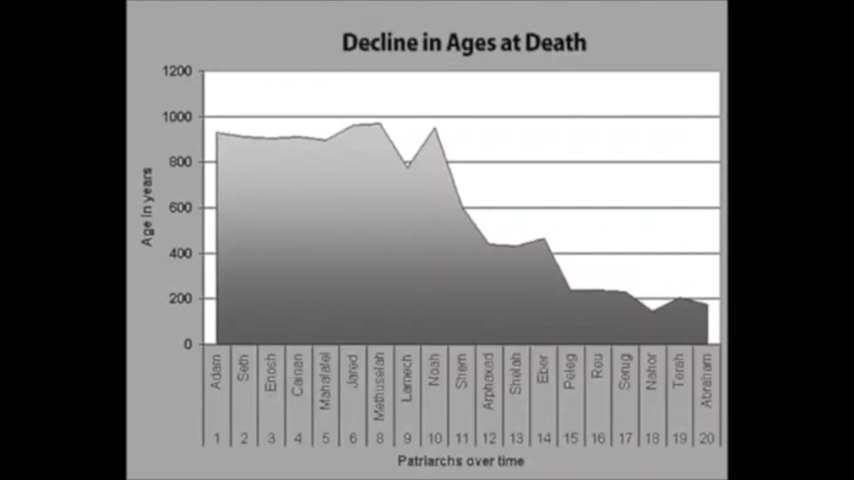 Decline in Ages at Death
1200
1000
800
600
400
200
0
Age in years
Adam
Seth
Enosh
Cainan
Mahalalel
Jared
Methuselah
Lamech
Noah
Shem
Arphaxad
Shelah
Eber
Peleg
Reu
Serug
Nahor
Terah
Abraham
1 2 3 4 5 6 8 9 10 11 12 13 14 15 16 17 18 19 20
Patriarchs over time